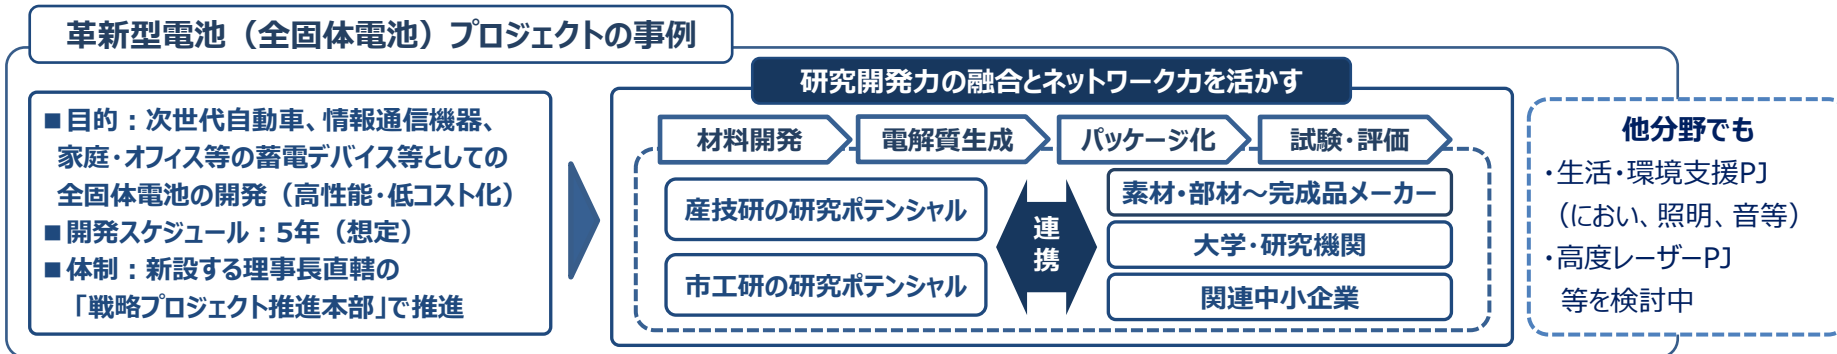 革新型電池（全固体電池）プロジェクトの事例
■目的：次世代自動車、情報通信機器、
家庭・オフィス等の蓄電デバイス等としての
全固体電池の開発（高性能・低コスト化）
■開発スケジュール：5年（想定）
■体制：新設する理事長直轄の
「戦略プロジェクト推進本部」で推進
研究開発力の融合とネットワーク力を活かす
材料開発
電解質生成
パッケージ化
試験・評価
産技研の研究ポテンシャル
市工研の研究ポテンシャル
連携
素材・部材～完成品メーカー
大学・研究機関
関連中小企業
他分野でも
・生活・環境支援PJ
（におい、照明、音等）
・高度レーザーPJ
等を検討中